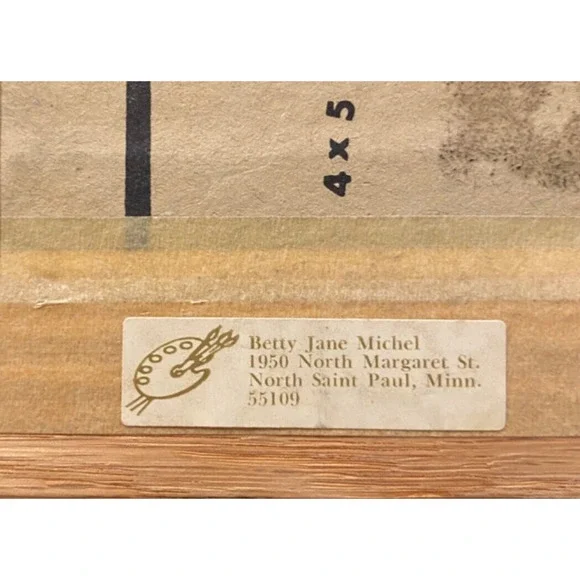 4 x 5
Betty Jane Michel
1950 North Margaret St.
North Saint Paul, Minn.
55109